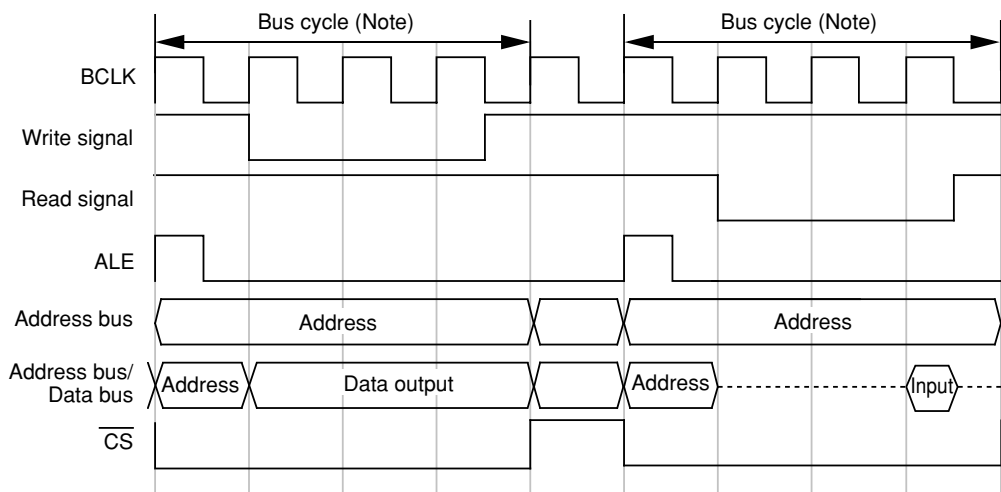 Bus cycle (Note) Bus cycle (Note)
BCLK
Write signal
Read signal
ALE
Address bus Address Address
Address bus/
Data bus Address Data output Address Input
CS